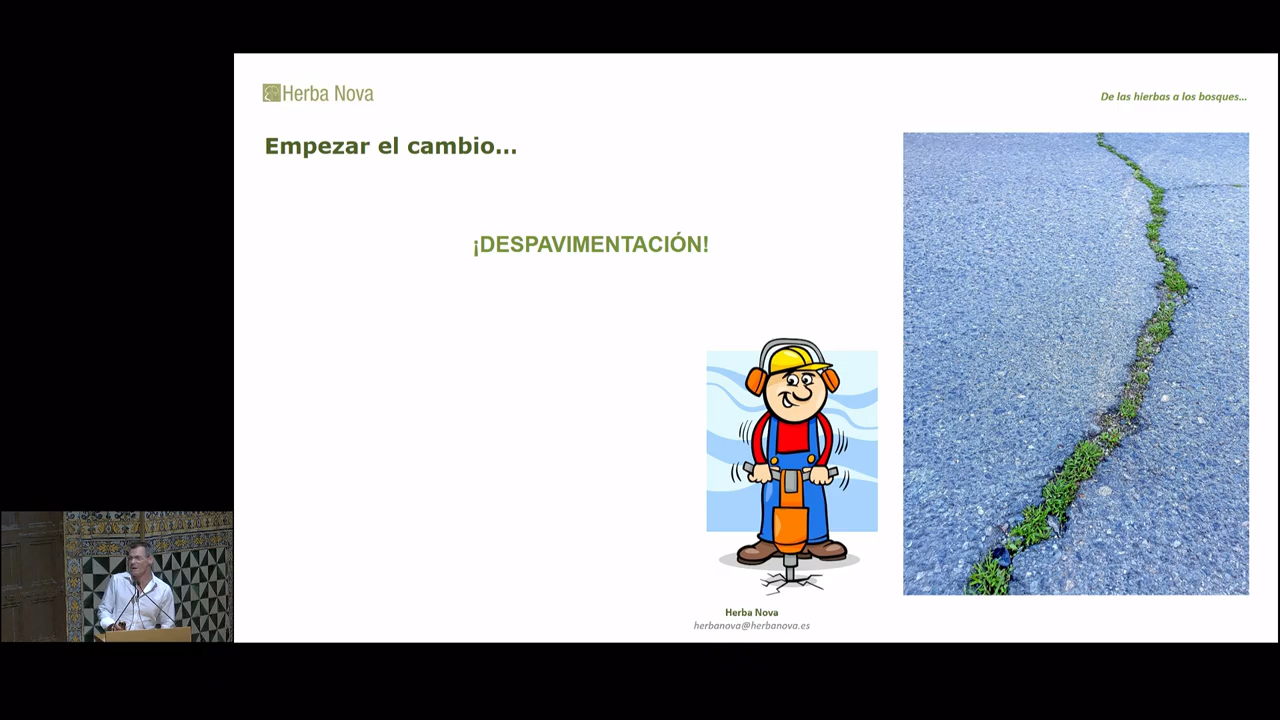 Herba Nova
De las hierbas a los bosques...
Empezar el cambio...
¡DESPAVIMENTACIÓN!
Herba Nova
herbanova@herbanova.es